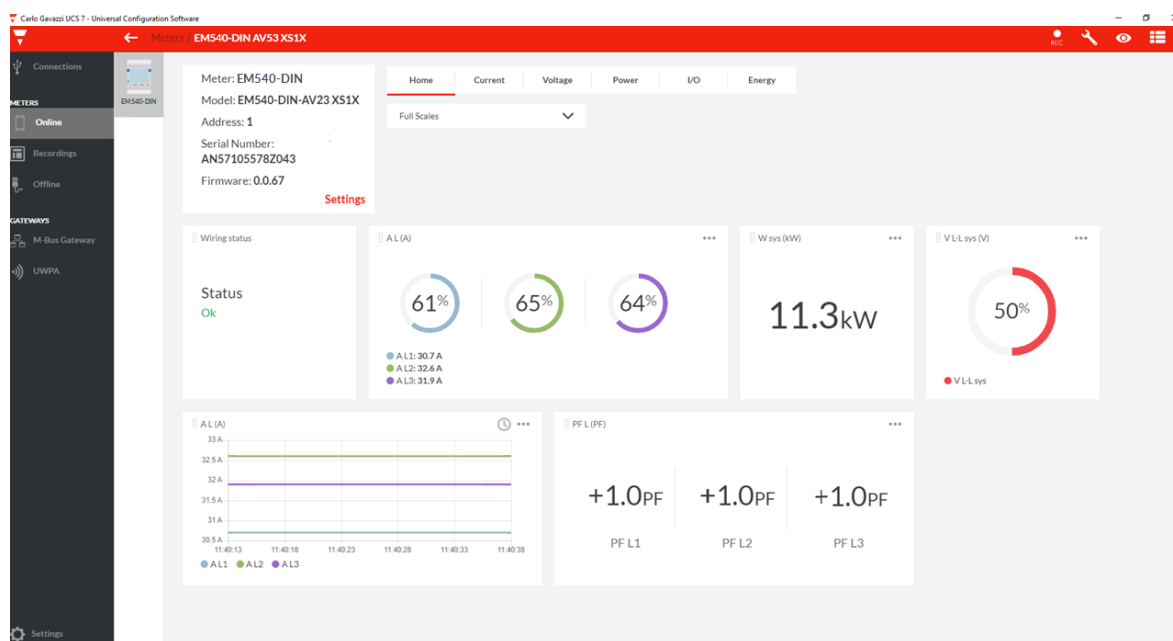 Carlo Gavazzi UCS 7 - Universal Configuration Software
Meters / EM540-DIN AV53 XS1X
REC
Connections
METERS
Online
Recordings
Offline
GATEWAYS
M-Bus Gateway
UWPA
Settings
EM540-DIN
Meter: EM540-DIN
Model: EM540-DIN-AV23 XS1X
Address: 1
Serial Number:
AN57105578Z043
Firmware: 0.0.67
Settings
Home Current Voltage Power I/O Energy
Full Scales
Wiring status
Status
Ok
A L (A)
61% 65% 64%
A L1: 30.7 A
A L2: 32.6 A
A L3: 31.9 A
W sys (kW)
11.3kW
V L-L sys (V)
50%
V L-L sys
A L (A)
33 A
32.5 A
32 A
31.5 A
31 A
30.5 A
11:40:13 11:40:18 11:40:23 11:40:28 11:40:33 11:40:38
A L1 A L2 A L3
PF L (PF)
+1.0PF +1.0PF +1.0PF
PF L1 PF L2 PF L3